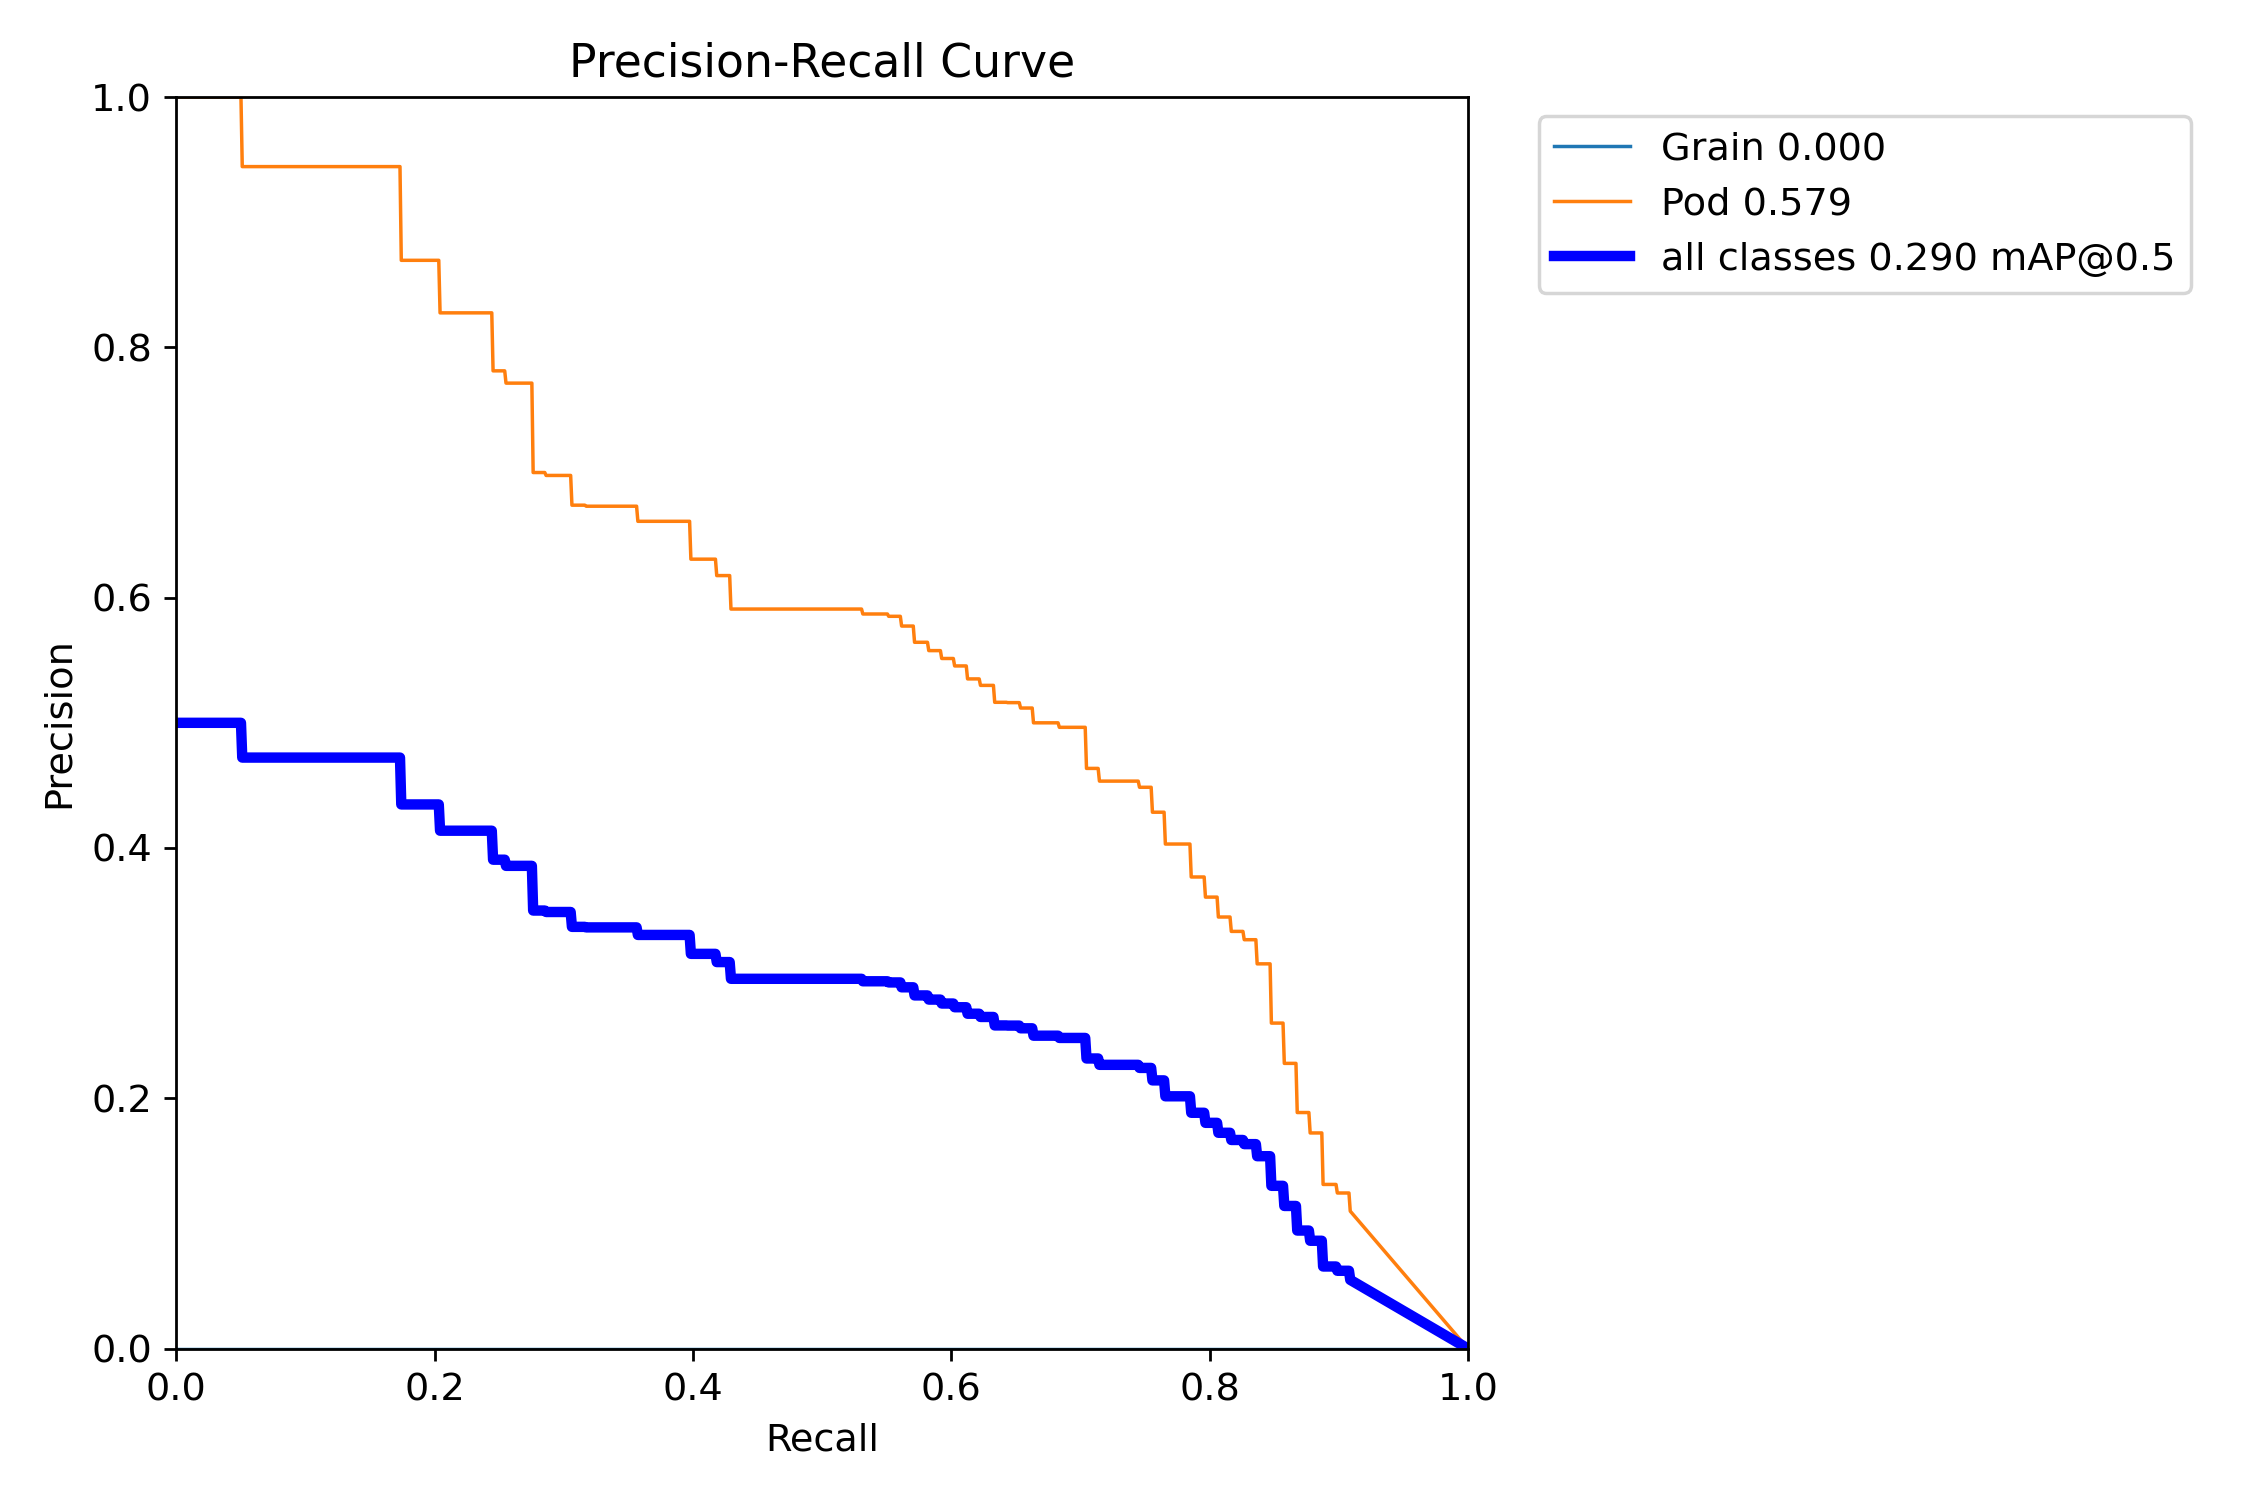 Precision-Recall Curve
1.0
0.8
0.6
0.4
0.2
0.0
Precision
0.0 0.2 0.4 0.6 0.8 1.0
Recall
Grain 0.000
Pod 0.579
all classes 0.290 mAP@0.5